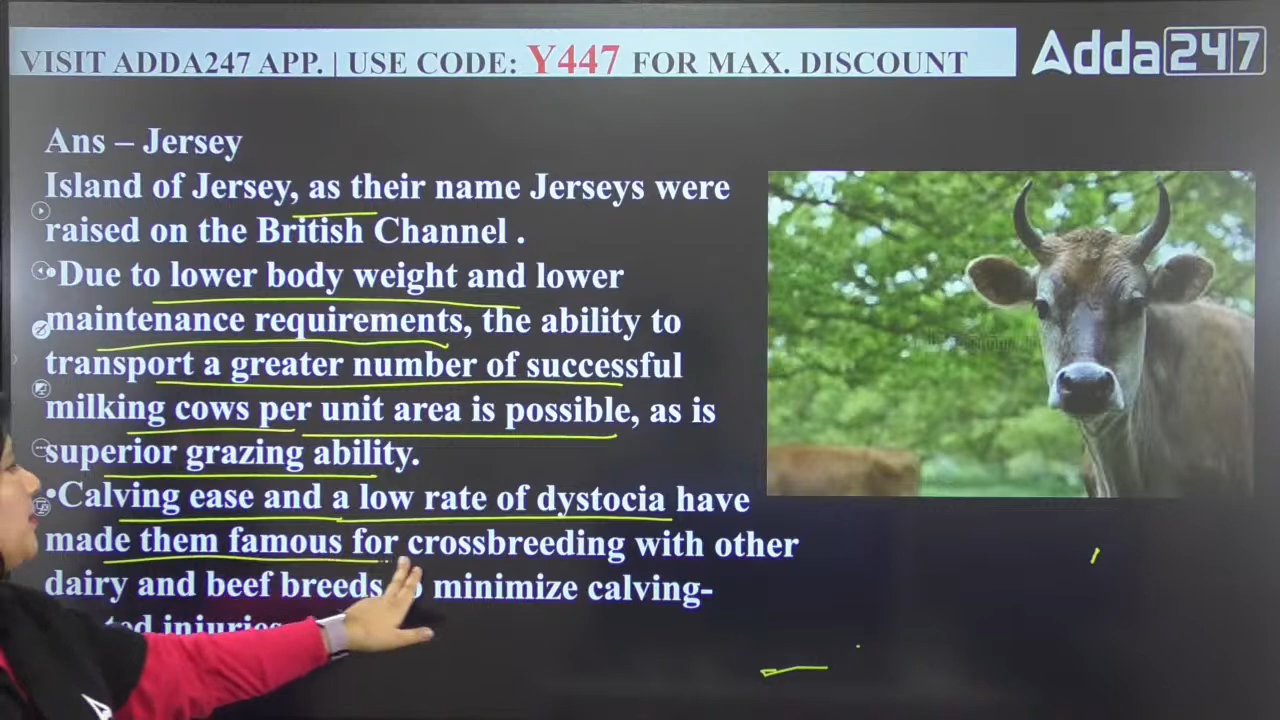 VISIT ADDA247 APP. | USE CODE: Y447 FOR MAX. DISCOUNT
Adda247
Ans – Jersey
Island of Jersey, as their name Jerseys were
raised on the British Channel .
•Due to lower body weight and lower
maintenance requirements, the ability to
transport a greater number of successful
milking cows per unit area is possible, as is
superior grazing ability.
•Calving ease and a low rate of dystocia have
made them famous for crossbreeding with other
dairy and beef breeds minimize calving-
injuries